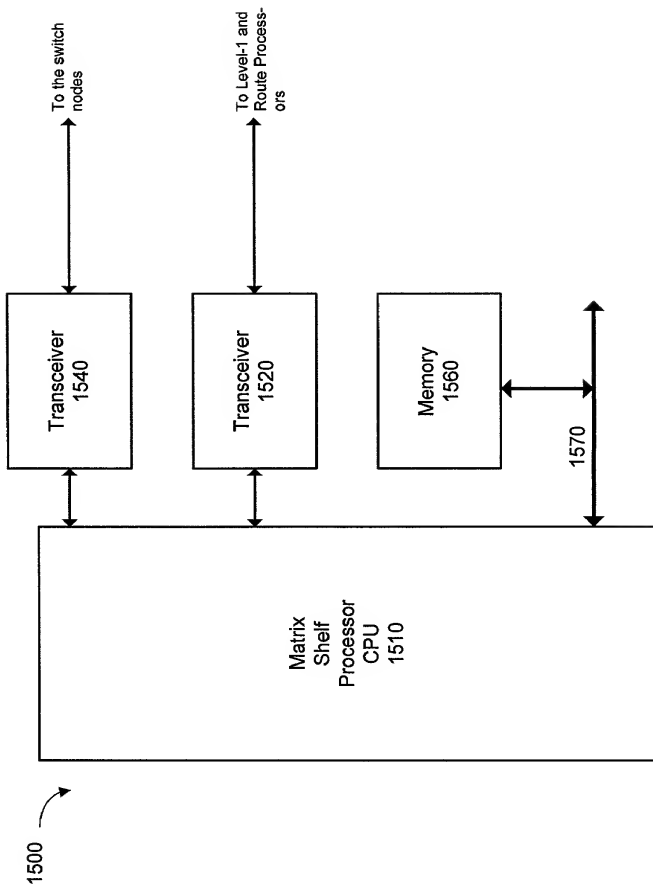 1500
Matrix
Shelf
Processor
CPU
1510
Transceiver
1540
To the switch
nodes
Transceiver
1520
To Level-1 and
Route Process-
ors
Memory
1560
1570